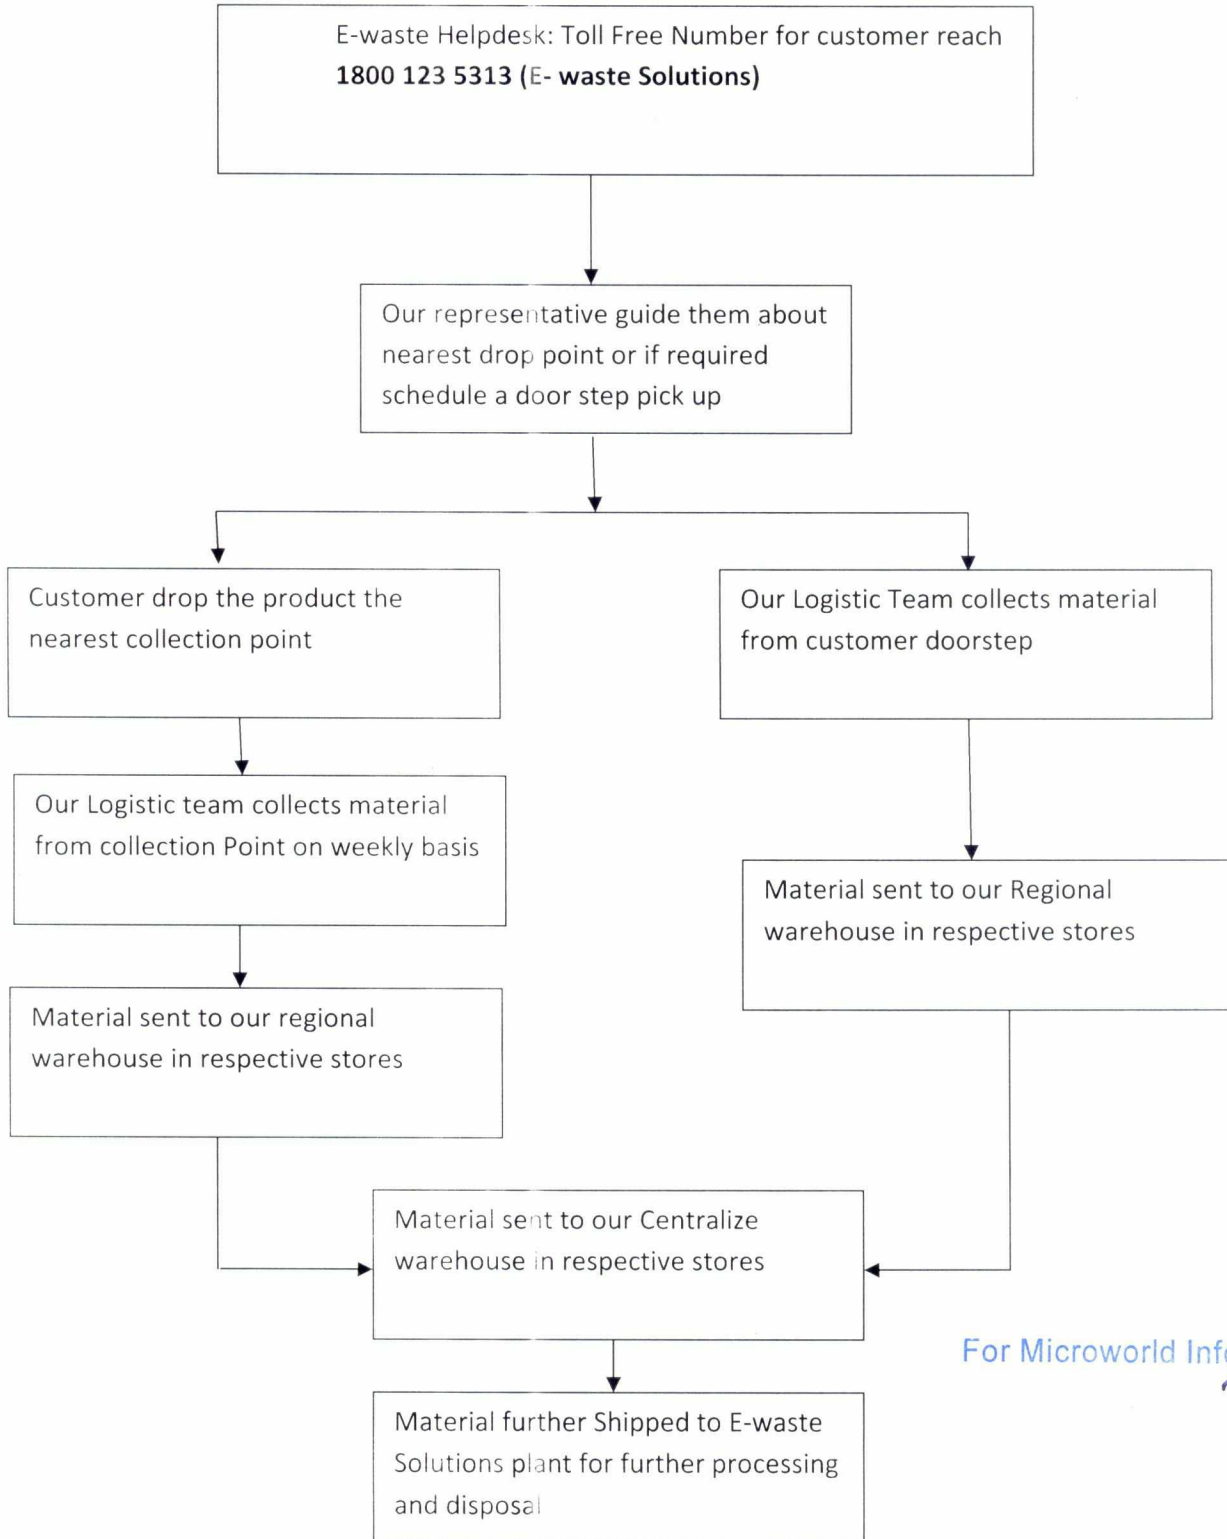 E-waste Helpdesk: Toll Free Number for customer reach
1800 123 5313 (E- waste Solutions)
Our representative guide them about
nearest drop point or if required
schedule a door step pick up
Customer drop the product the
nearest collection point
Our Logistic Team collects material
from customer doorstep
Our Logistic team collects material
from collection Point on weekly basis
Material sent to our Regional
warehouse in respective stores
Material sent to our regional
warehouse in respective stores
Material sent to our Centralize
warehouse in respective stores
For Microworld
Material further Shipped to E-waste
Solutions plant for further processing
and disposal